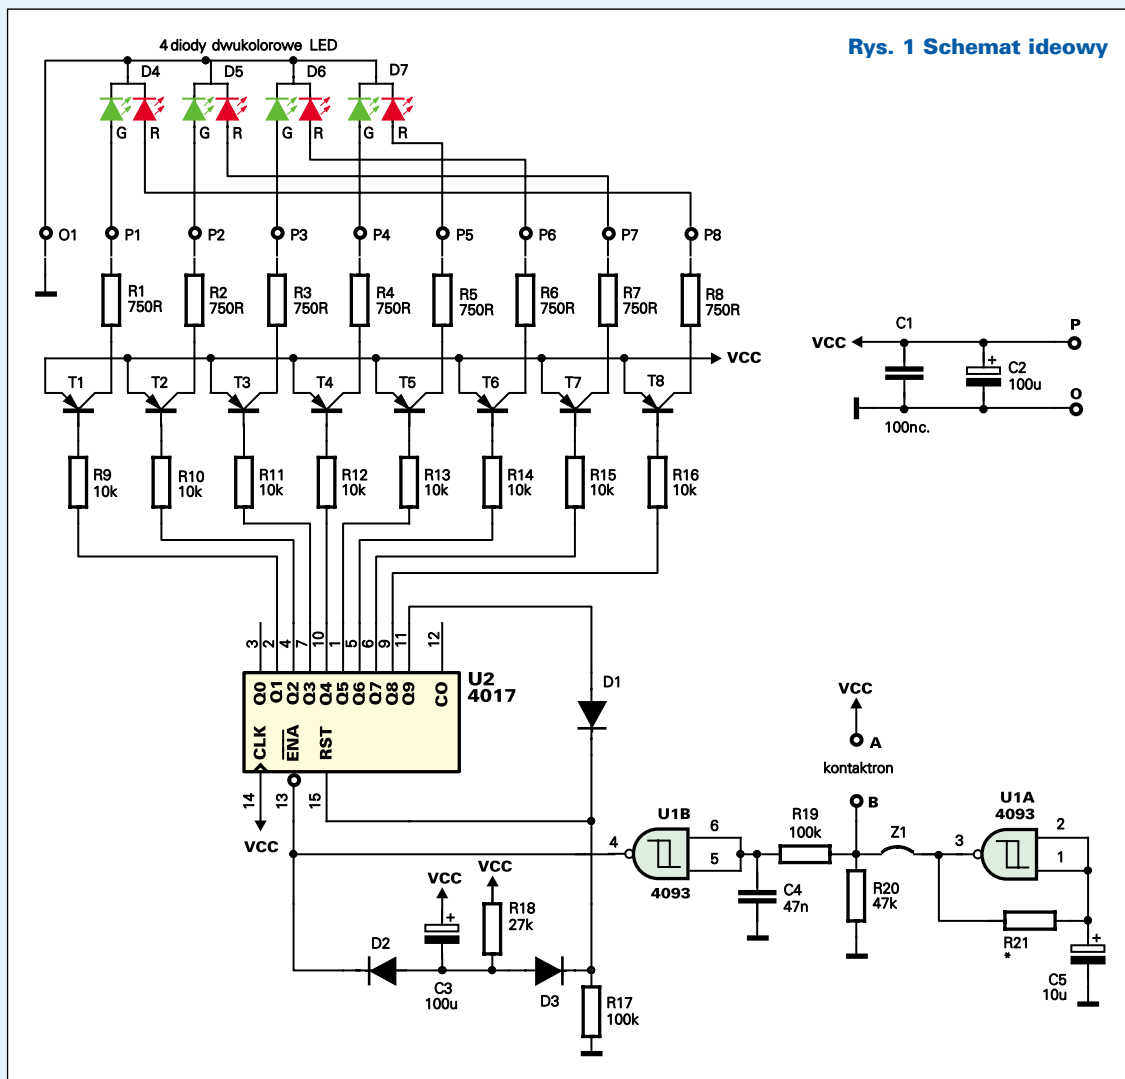 Rys. 1 Schemat ideowy
4 diody dwukolorowe LED
D4 D5 D6 D7
G R G R G R G R
O1 P1 P2 P3 P4 P5 P6 P7 P8
R1 R2 R3 R4 R5 R6 R7 R8
750R 750R 750R 750R 750R 750R 750R 750R
VCC
T1 T2 T3 T4 T5 T6 T7 T8
R9 R10 R11 R12 R13 R14 R15 R16
10k 10k 10k 10k 10k 10k 10k 10k
C1
P
VCC
+
C2
100u
O
100nc.
3 2 4 7 10 1 5 6 9 11 12
Q0 Q1 Q2 Q3 Q4 Q5 Q6 Q7 Q8 Q9 CO
U2
4017
CLK ENA RST
14 13 15
VCC
D1
VCC
A
kontaktron
B
U1B
4
6
5
4093
R19
100k
Z1
U1A
4093
3
2
1
C4
47n
R20
47k
R21
*
+
C5
10u
VCC
VCC
+
R18
27k
D2
C3
100u
D3
R17
100k